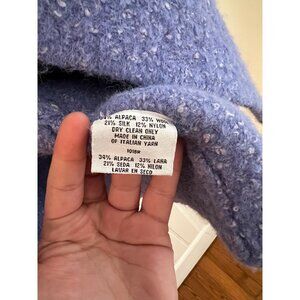 34% ALPACA 33% WOOL
21% SILK 12% NYLON
DRY CLEAN ONLY
MADE IN CHINA
OF ITALIAN YARN
34% ALPACA 33% LANA
21% SEDA 12% NILON
LAVAR EN SECO